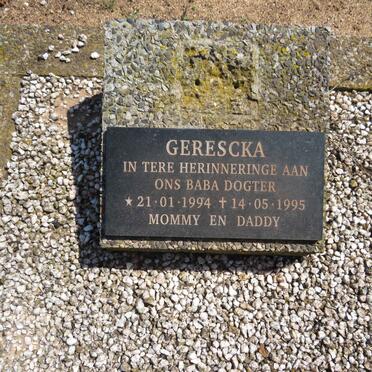 GERESCKA
IN TERE HERINNERINGE AAN
ONS BABA DOGTER
★ 21·01·1994 ✝ 14·05·1995
MOMMY EN DADDY